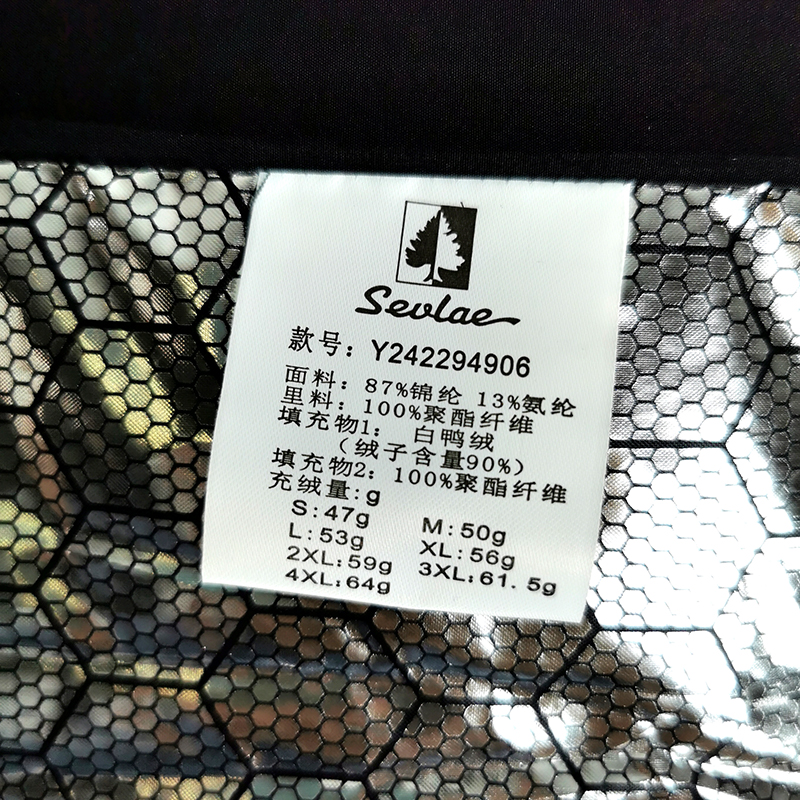 Sevlae
款号：Y242294906
面料：87%锦纶 13%氨纶
里料：100%聚酯纤维
填充物1： 白鸭绒
（绒子含量90%）
填充物2：100%聚酯纤维
充绒量：g
S:47g M:50g
L:53g XL:56g
2XL:59g 3XL:61.5g
4XL:64g